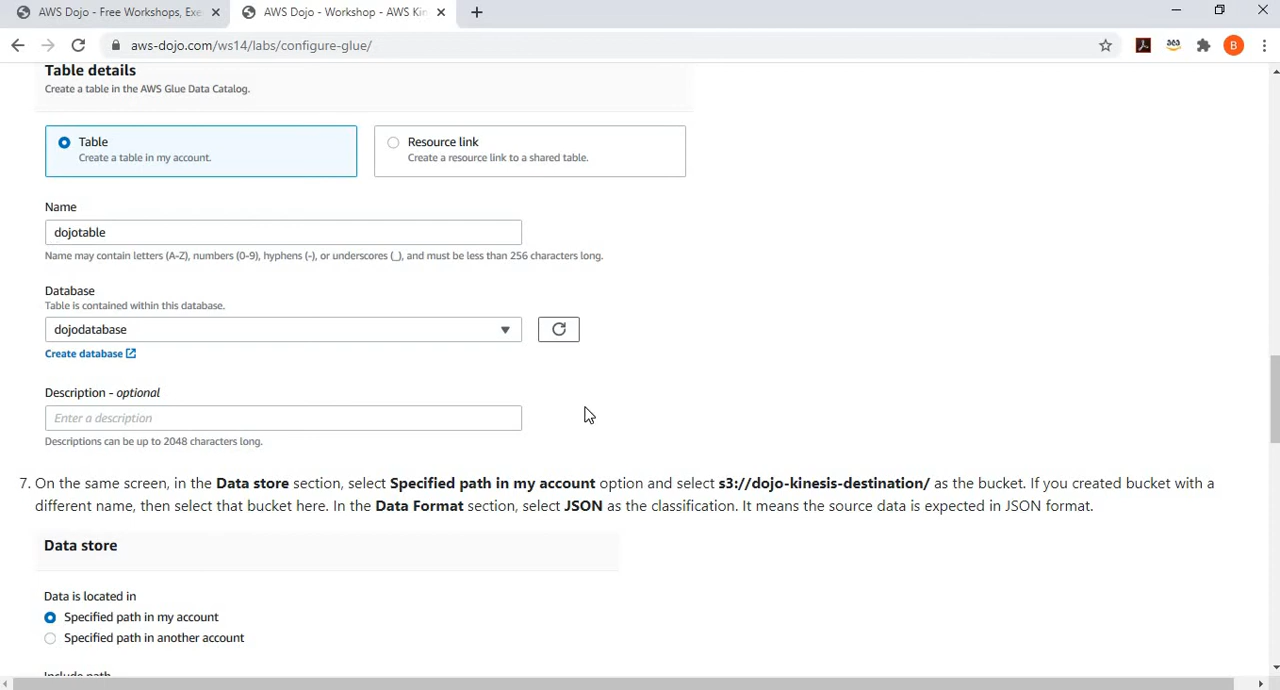 AWS Dojo - Free Workshops, Exe
AWS Dojo - Workshop - AWS Kin
aws-dojo.com/ws14/labs/configure-glue/
B
Table details
Create a table in the AWS Glue Data Catalog.
Table
Create a table in my account.
Resource link
Create a resource link to a shared table.
Name
dojotable
Name may contain letters (A-Z), numbers (0-9), hyphens (-), or underscores (_), and must be less than 256 characters long.
Database
Table is contained within this database.
dojodatabase
Create database
Description - optional
Enter a description
Descriptions can be up to 2048 characters long.
7. On the same screen, in the Data store section, select Specified path in my account option and select s3://dojo-kinesis-destination/ as the bucket. If you created bucket with a
different name, then select that bucket here. In the Data Format section, select JSON as the classification. It means the source data is expected in JSON format.
Data store
Data is located in
Specified path in my account
Specified path in another account
Include path